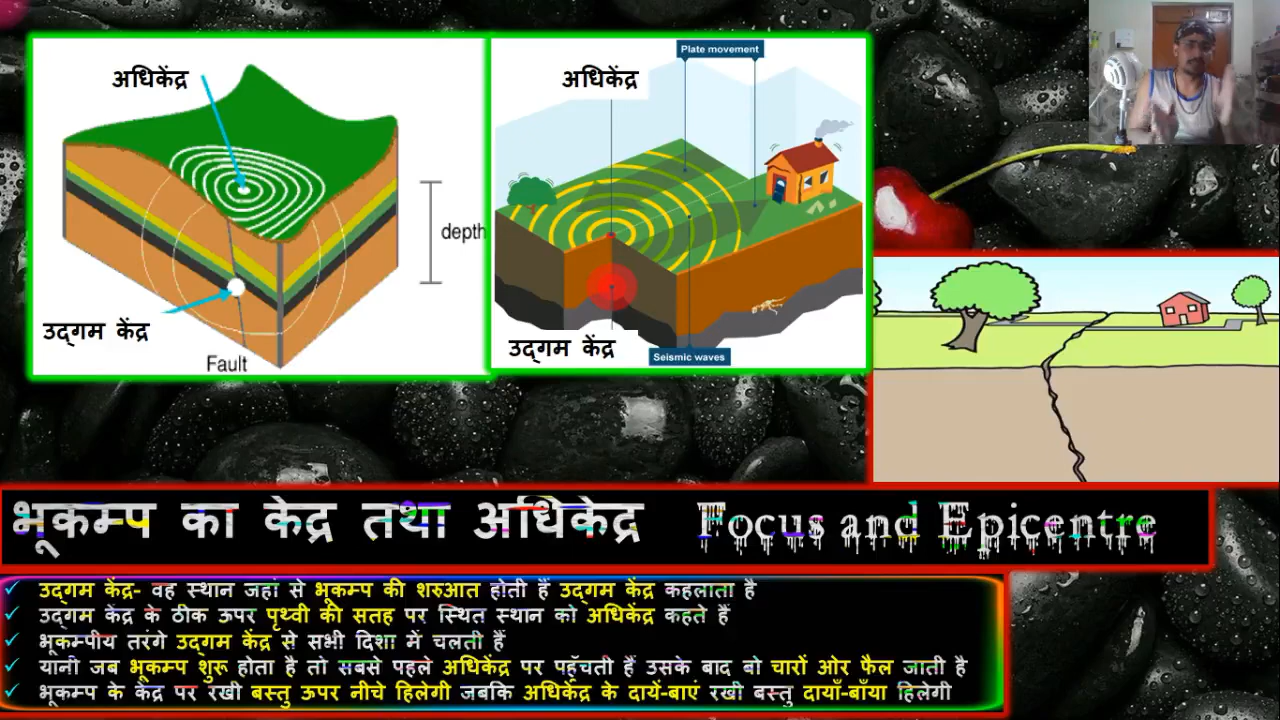 अधिकेंद्र
depth
उद्गम केंद्र
Fault
Plate movement
अधिकेंद्र
उद्गम केंद्र
Seismic waves
भूकम्प का केंद्र तथा अधिकेंद्र Focus and Epicentre
उद्गम केंद्र- वह स्थान जहां से भूकम्प की शरुआत होती हैं उद्गम केंद्र कहलाता है
उद्गम केंद्र के ठीक ऊपर पृथ्वी की सतह पर स्थित स्थान को अधिकेंद्र कहते हैं
भूकम्पीय तरंगे उद्गम केंद्र से सभी दिशा में चलती हैं
यानी जब भूकम्प शुरू होता है तो सबसे पहले अधिकेंद्र पर पहुँचती हैं उसके बाद बो चारों ओर फैल जाती है
भूकम्प के केंद्र पर रखी बस्तु ऊपर नीचे हिलेगी जबकि अधिकेंद्र के दायें-बाएं रखी बस्तु दायाँ-बाँया हिलेगी